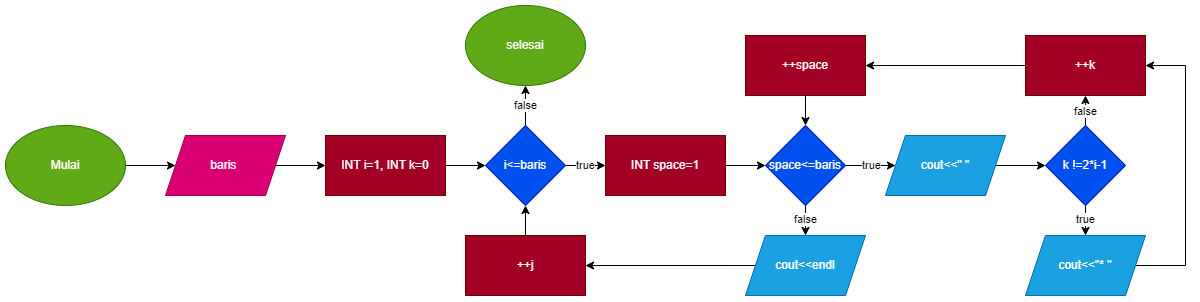 selesai
++space
++k
false
false
Mulai
baris
INT i=1, INT k=0
i<=baris
true
INT space=1
space<=baris
true
cout<<" "
k !=2*i-1
false
true
++j
cout<<endl
cout<<"* "